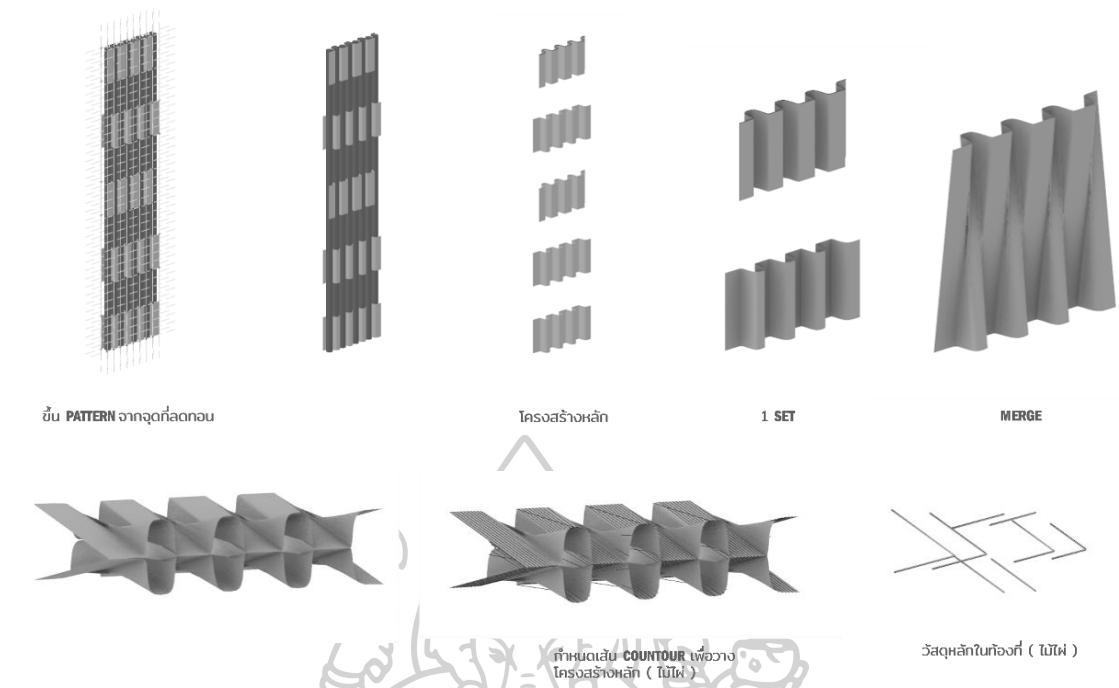 ขึ้น PATTERN จากจุดที่ลดทอน
โครงสร้างหลัก
1 SET
MERGE
กำหนดเส้น COUNTOUR เพื่อวาง
โครงสร้างหลัก ( ไม้ไผ่ )
วัสดุหลักในท้องที่ ( ไม้ไผ่ )